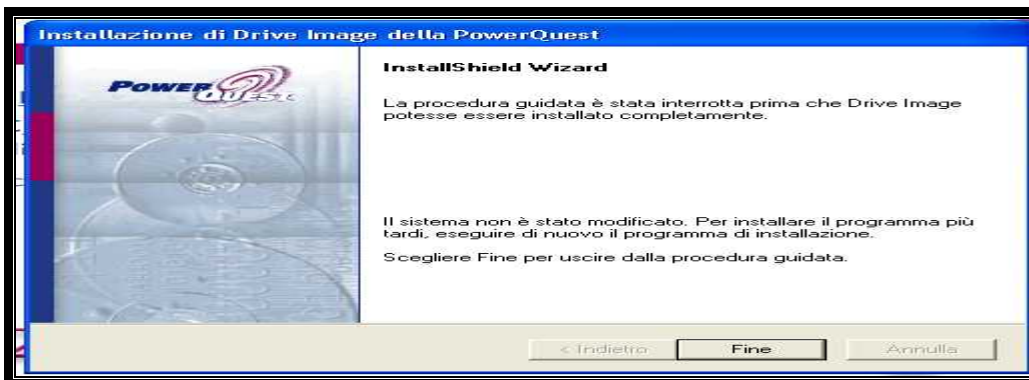 Installazione di Drive Image della PowerQuest
POWERQUEST
InstallShield Wizard
La procedura guidata è stata interrotta prima che Drive Image
potesse essere installato completamente.
Il sistema non è stato modificato. Per installare il programma più
tardi, eseguire di nuovo il programma di installazione.
Scegliere Fine per uscire dalla procedura guidata.
< Indietro
Fine
Annulla